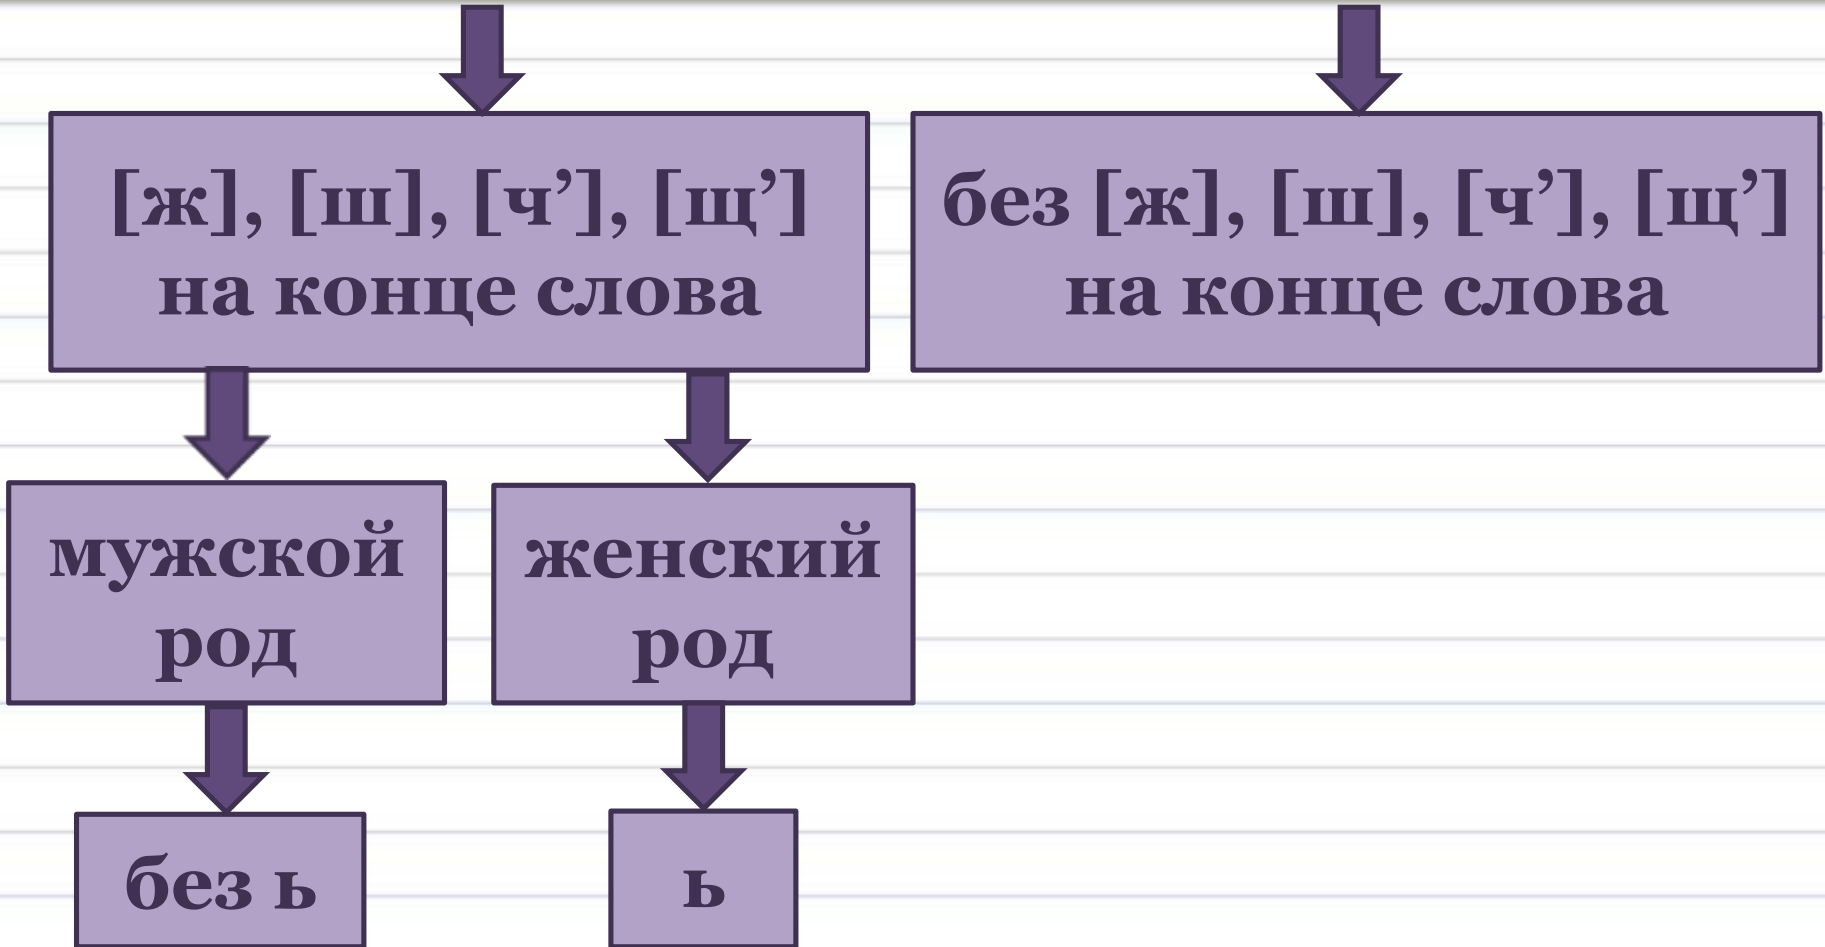 [ж], [ш], [ч’], [щ’]
на конце слова
без [ж], [ш], [ч’], [щ’]
на конце слова
мужской
род
женский
род
без ь
ь